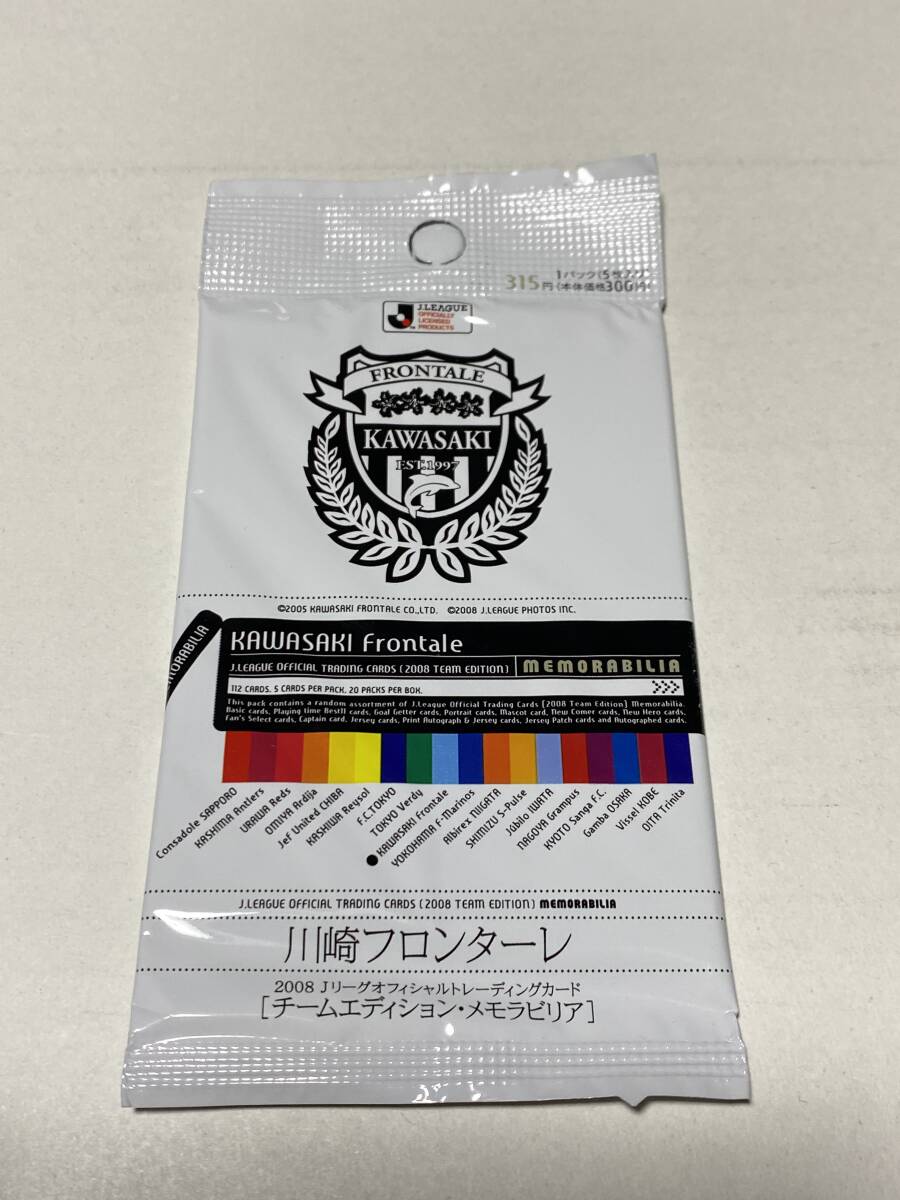 1パック(5枚入り)
315円(本体価格300円)
J.LEAGUE
OFFICIALLY
LICENSED
PRODUCTS
FRONTALE
KAWASAKI
EST.1997
©2005 KAWASAKI FRONTALE CO.,LTD. ©2008 J.LEAGUE PHOTOS INC.
MORABILIA
KAWASAKI Frontale
J.LEAGUE OFFICIAL TRADING CARDS [2008 TEAM EDITION] MEMORABILIA
112 CARDS. 5 CARDS PER PACK. 20 PACKS PER BOX.
This pack contains a random assortment of J.League Official Trading Cards [2008 Team Edition] Memorabilia.
Basic cards, Playing time Best11 cards, Goal Getter cards, Portrait cards, Mascot card, New Comer cards, New Hero cards,
Fan's Select cards, Captain card, Jersey cards, Print Autograph & Jersey cards, Jersey Patch cards and Autographed cards.
Consadole SAPPORO
KASHIMA Antlers
URAWA Reds
OMIYA Ardija
Jef United CHIBA
KASHIWA Reysol
F.C.TOKYO
TOKYO Verdy
KAWASAKI Frontale
YOKOHAMA F·Marinos
Albirex NIIGATA
SHIMIZU S-Pulse
Júbilo IWATA
NAGOYA Grampus
KYOTO Sanga F.C.
Gamba OSAKA
Vissel KOBE
OITA Trinita
J.LEAGUE OFFICIAL TRADING CARDS [2008 TEAM EDITION] MEMORABILIA
川崎フロンターレ
2008 Jリーグオフィシャルトレーディングカード
[チームエディション・メモラビリア]